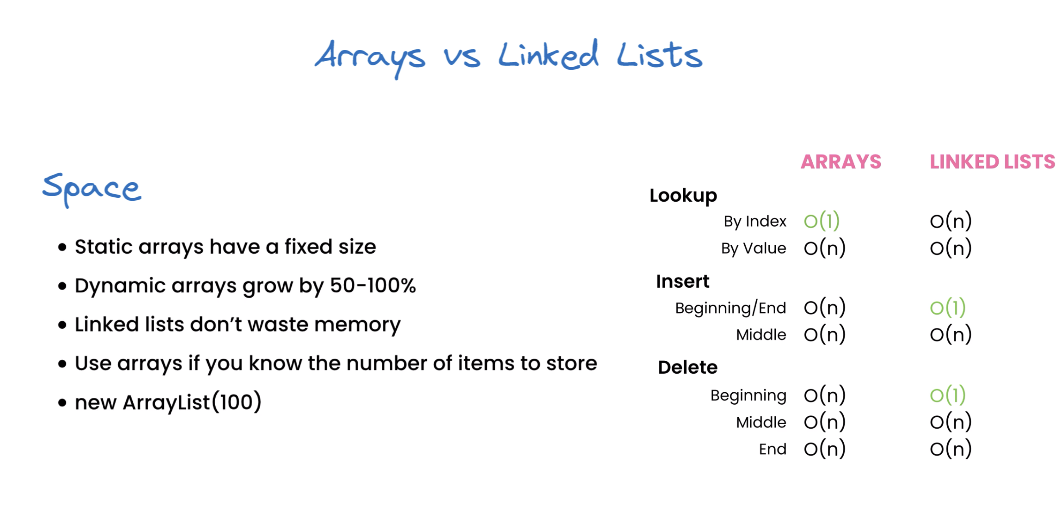 Arrays vs Linked Lists
Space
• Static arrays have a fixed size
• Dynamic arrays grow by 50-100%
• Linked lists don't waste memory
• Use arrays if you know the number of items to store
• new ArrayList(100)
ARRAYS LINKED LISTS
Lookup
By Index O(1) O(n)
By Value O(n) O(n)
Insert
Beginning/End O(n) O(1)
Middle O(n) O(n)
Delete
Beginning O(n) O(1)
Middle O(n) O(n)
End O(n) O(n)